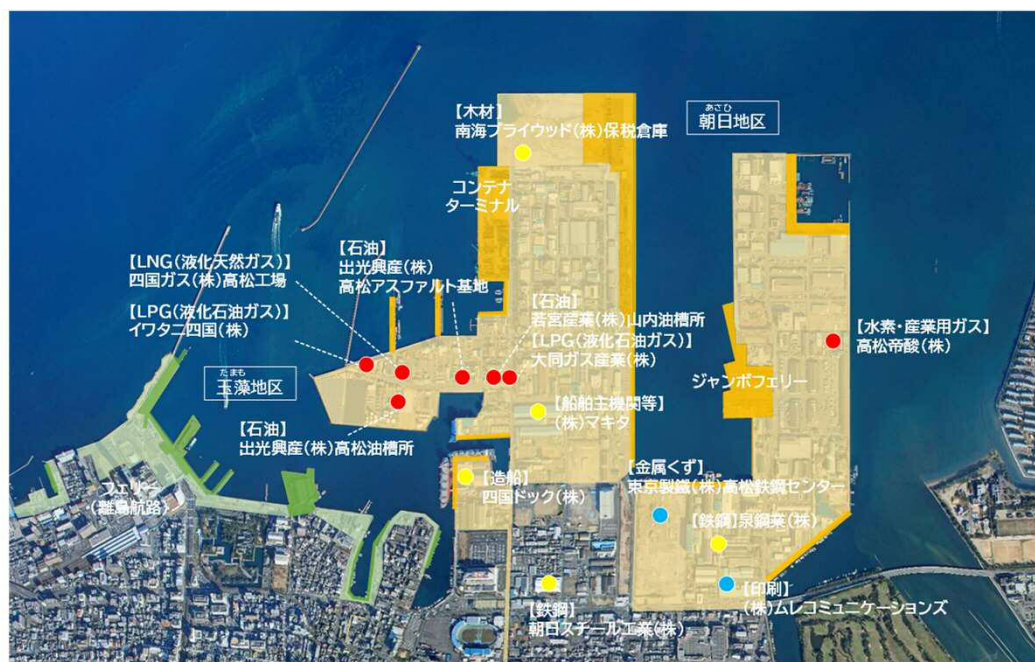 【木材】
南海プライウッド(株)保税倉庫
あさひ
朝日地区
コンテナ
ターミナル
【LNG(液化天然ガス)】
四国ガス(株)高松工場
【石油】
出光興産(株)
高松アスファルト基地
【LPG(液化石油ガス)】
イワタニ四国(株)
【石油】
若宮産業(株)山内油槽所
【LPG(液化石油ガス)】
大同ガス産業(株)
【水素・産業用ガス】
高松帝酸(株)
たまも
玉藻地区
ジャンボフェリー
【船舶主機関等】
(株)マキタ
【石油】
出光興産(株)高松油槽所
【造船】
四国ドック(株)
【金属くず】
東京製鐵(株)高松鉄鋼センター
フェリー
(離島航路)
【鉄鋼】泉鋼業(株)
【鉄鋼】
朝日スチール工業(株)
【印刷】
(株)ムレコミュニケーションズ